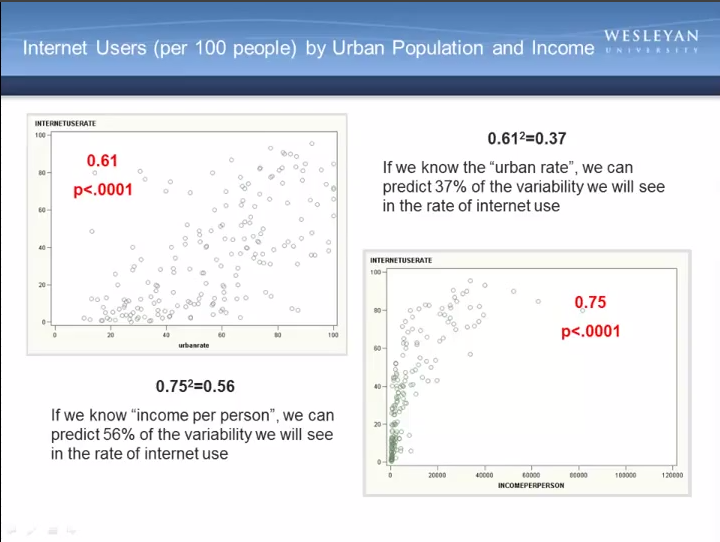 Internet Users (per 100 people) by Urban Population and Income
WESLEYAN
UNIVERSITY
INTERNETUSERATE
100
80
60
40
20
0
0 20 40 60 80 100
urbanrate
0.61
p<.0001
0.61²=0.37
If we know the “urban rate”, we can
predict 37% of the variability we will see
in the rate of internet use
INTERNETUSERATE
100
80
60
40
20
0
0 20000 40000 60000 80000 100000 120000
INCOMEPERPERSON
0.75
p<.0001
0.75²=0.56
If we know “income per person”, we can
predict 56% of the variability we will see
in the rate of internet use